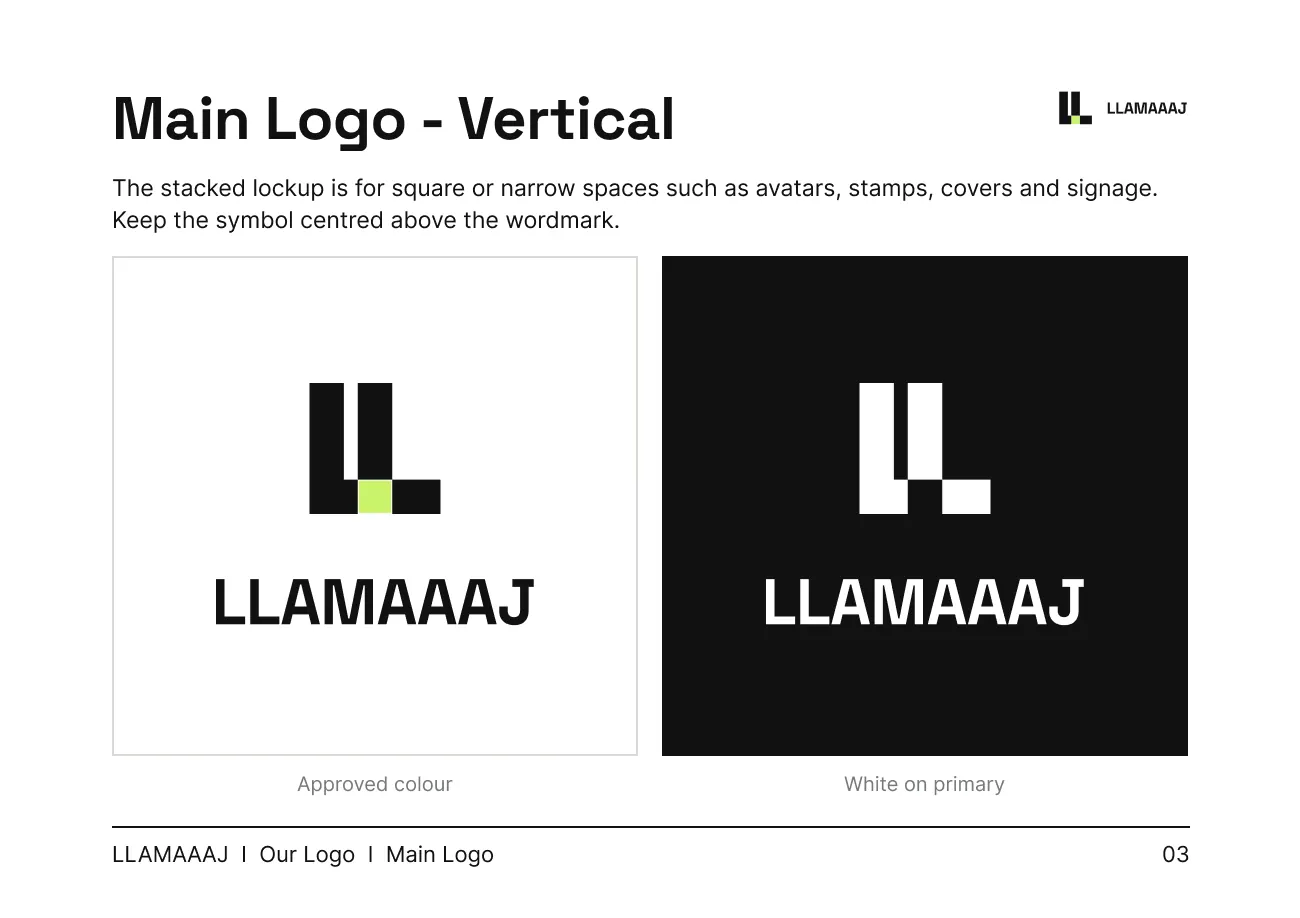 Main Logo - Vertical
LLAMAAAJ
The stacked lockup is for square or narrow spaces such as avatars, stamps, covers and signage.
Keep the symbol centred above the wordmark.
LL
LLAMAAAJ
LL
LLAMAAAJ
Approved colour
White on primary
LLAMAAAJ | Our Logo | Main Logo
03